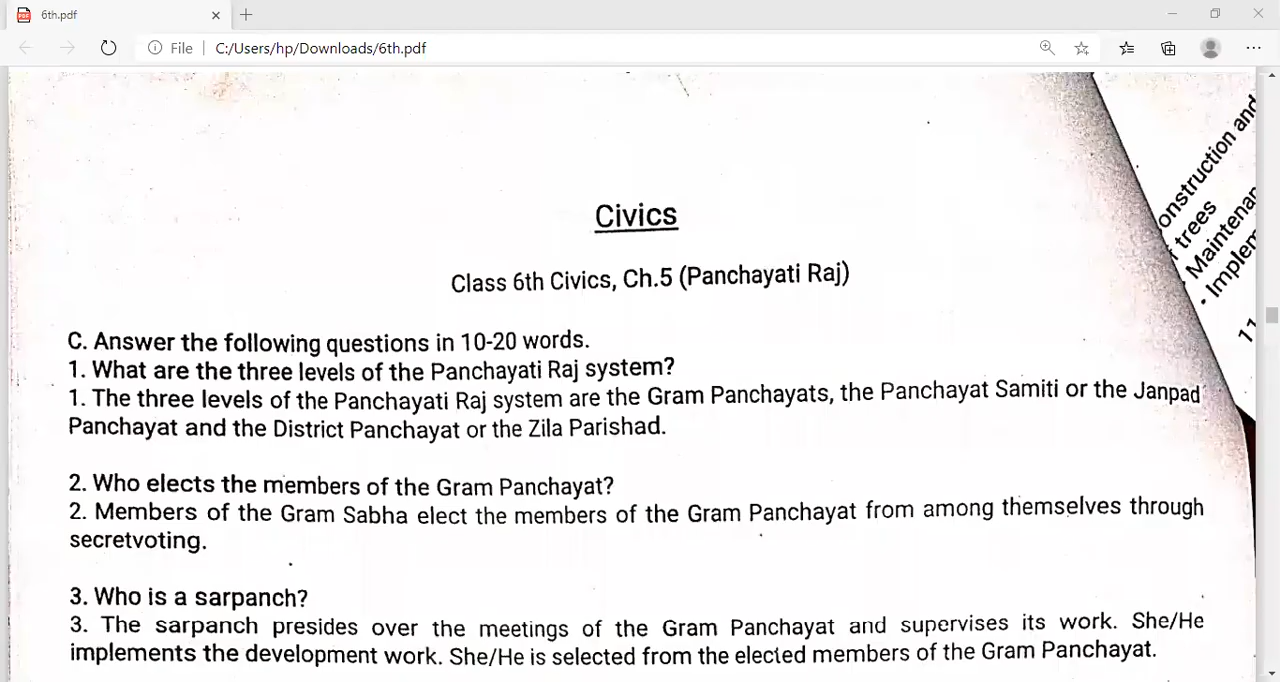 6th.pdf
File
C:/Users/hp/Downloads/6th.pdf
Civics
Class 6th Civics, Ch.5 (Panchayati Raj)
C. Answer the following questions in 10-20 words.
1. What are the three levels of the Panchayati Raj system?
1. The three levels of the Panchayati Raj system are the Gram Panchayats, the Panchayat Samiti or the Janpad
Panchayat and the District Panchayat or the Zila Parishad.
2. Who elects the members of the Gram Panchayat?
2. Members of the Gram Sabha elect the members of the Gram Panchayat from among themselves through
secretvoting.
3. Who is a sarpanch?
3. The sarpanch presides over the meetings of the Gram Panchayat and supervises its work. She/He
implements the development work. She/He is selected from the elected members of the Gram Panchayat.
onstruction and
trees
11